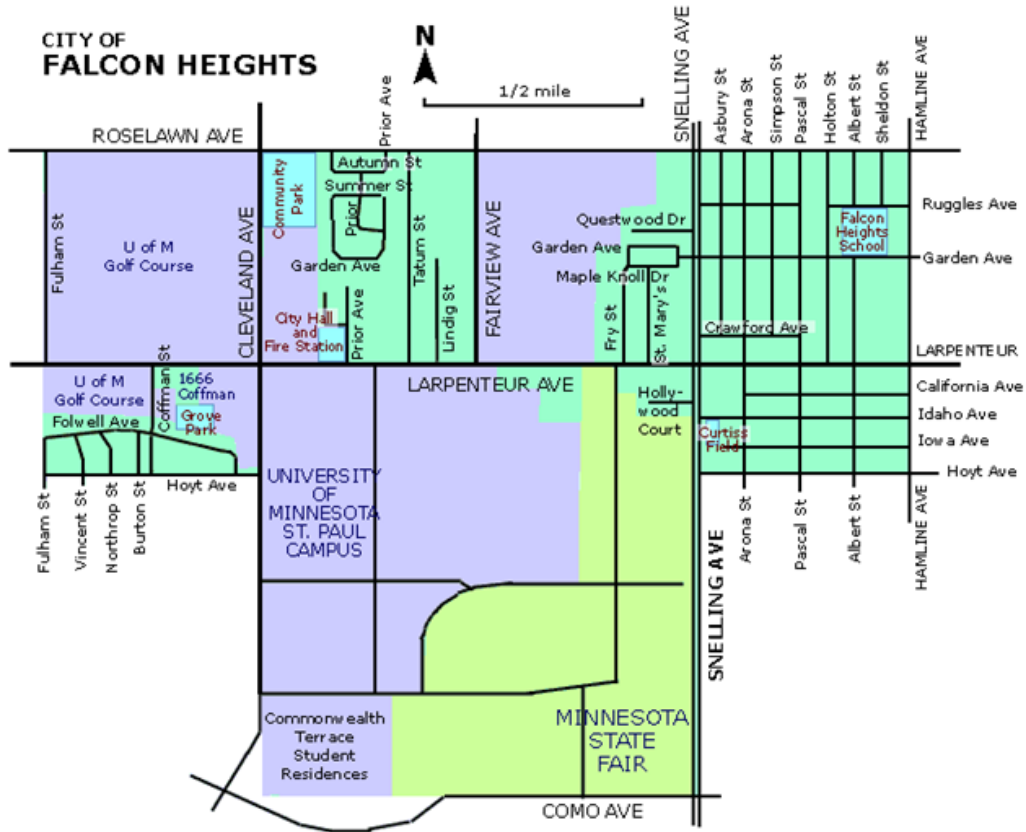 CITY OF
FALCON HEIGHTS
N
1/2 mile
ROSELAWN AVE
Prior Ave
SNELLING AVE
Asbury St
Arona St
Simpson St
Pascal St
Holton St
Albert St
Sheldon St
HAMLINE AVE
Fulham St
U of M
Golf Course
CLEVELAND AVE
Community
Park
Autumn St
Summer St
Prior
Garden Ave
Tatum St
Lindig St
City Hall
and
Fire Station
Prior Ave
FAIRVIEW AVE
Questwood Dr
Garden Ave
Maple Knoll Dr
Fry St
St. Mary's
Ruggles Ave
Falcon
Heights
School
Garden Ave
Crawford Ave
LARPENTEUR
U of M
Golf Course
Coffman St
1666
Coffman
Grove
Park
Folwell Ave
Hoyt Ave
Fulham St
Vincent St
Northrop St
Burton St
LARPENTEUR AVE
Holly-
wood
Court
California Ave
Idaho Ave
Curtiss
Field
Iowa Ave
Hoyt Ave
UNIVERSITY
OF
MINNESOTA
ST. PAUL
CAMPUS
SNELLING AVE
Arona St
Pascal St
Albert St
HAMLINE AVE
Commonwealth
Terrace
Student
Residences
MINNESOTA
STATE
FAIR
COMO AVE